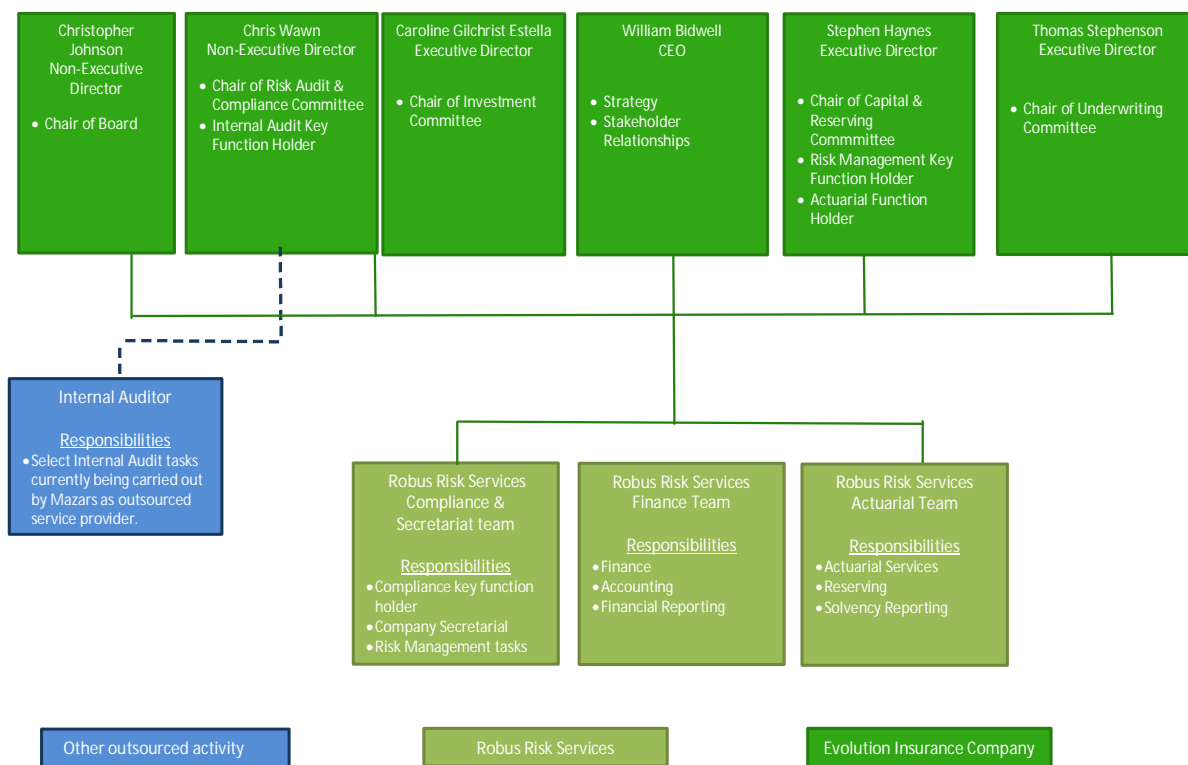 Christopher
Johnson
Non-Executive
Director
• Chair of Board
Chris Wawn
Non-Executive Director
• Chair of Risk Audit &
Compliance Committee
• Internal Audit Key
Function Holder
Caroline Gilchrist Estella
Executive Director
• Chair of Investment
Committee
William Bidwell
CEO
• Strategy
• Stakeholder
Relationships
Stephen Haynes
Executive Director
• Chair of Capital &
Reserving
Commmittee
• Risk Management Key
Function Holder
• Actuarial Function
Holder
Thomas Stephenson
Executive Director
• Chair of Underwriting
Committee
Internal Auditor
Responsibilities
• Select Internal Audit tasks
currently being carried out
by Mazars as outsourced
service provider.
Robus Risk Services
Compliance &
Secretariat team
Responsibilities
• Compliance key function
holder
• Company Secretarial
• Risk Management tasks
Robus Risk Services
Finance Team
Responsibilities
• Finance
• Accounting
• Financial Reporting
Robus Risk Services
Actuarial Team
Responsibilities
• Actuarial Services
• Reserving
• Solvency Reporting
Other outsourced activity
Robus Risk Services
Evolution Insurance Company